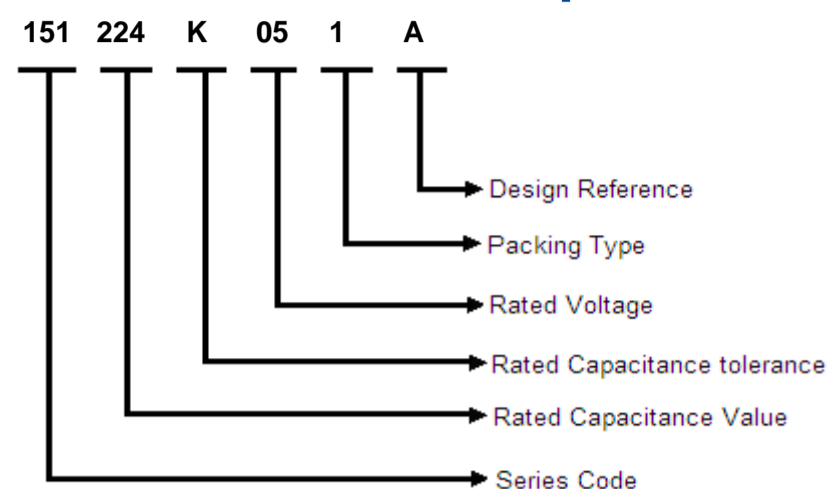 151 224 K 05 1 A
Design Reference
Packing Type
Rated Voltage
Rated Capacitance tolerance
Rated Capacitance Value
Series Code